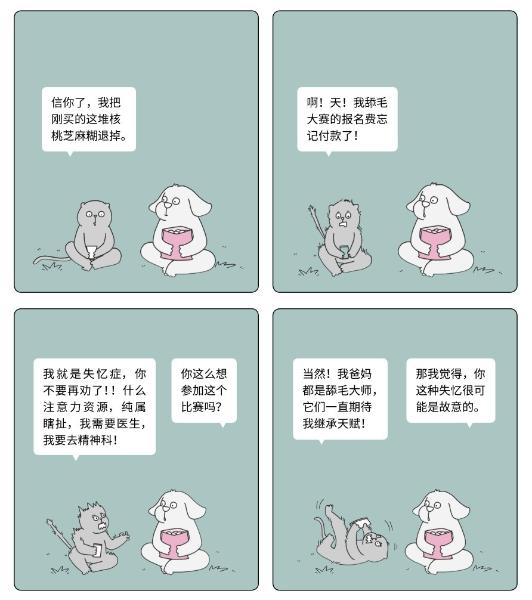 信你了，我把
刚买的这堆核
桃芝麻糊退掉。
啊！天！我舔毛
大赛的报名费忘
记付款了！
我就是失忆症，你
不要再劝了！！什么
注意力资源，纯属
瞎扯，我需要医生，
我要去精神科！
你这么想
参加这个
比赛吗？
当然！我爸妈
都是舔毛大师，
它们一直期待
我继承天赋！
那我觉得，你
这种失忆很可
能是故意的。